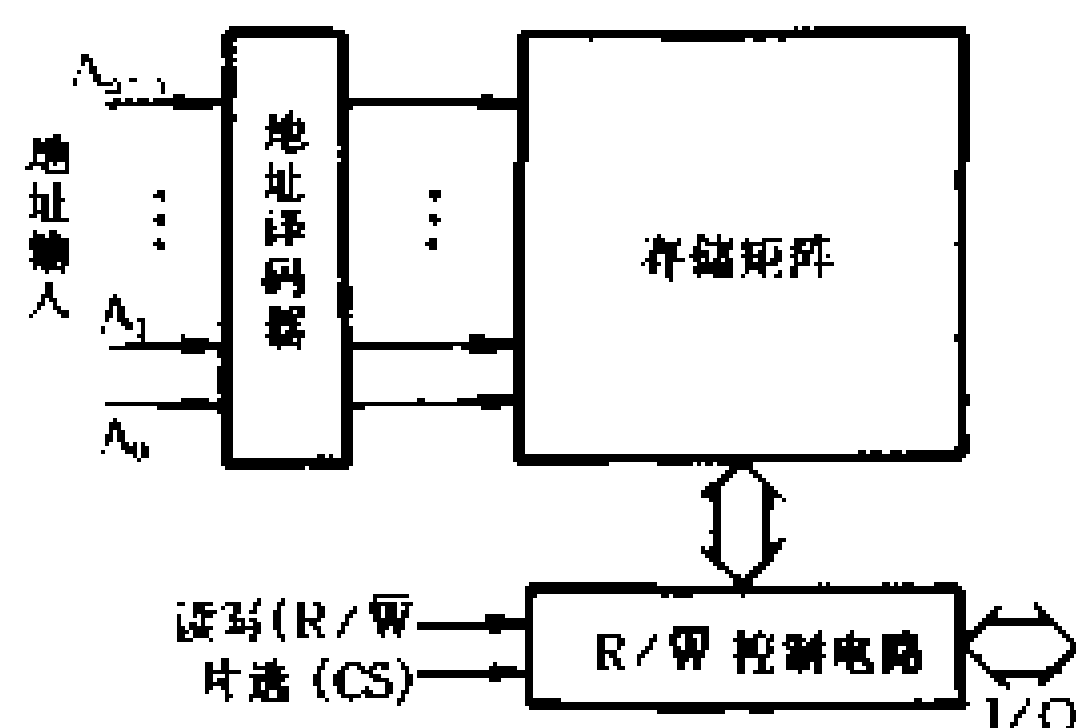 地址输入
A₁
A₀
地址译码器
存储矩阵
读写(R/W̅
片选 (CS)
R/W̅ 控制电路
I/O